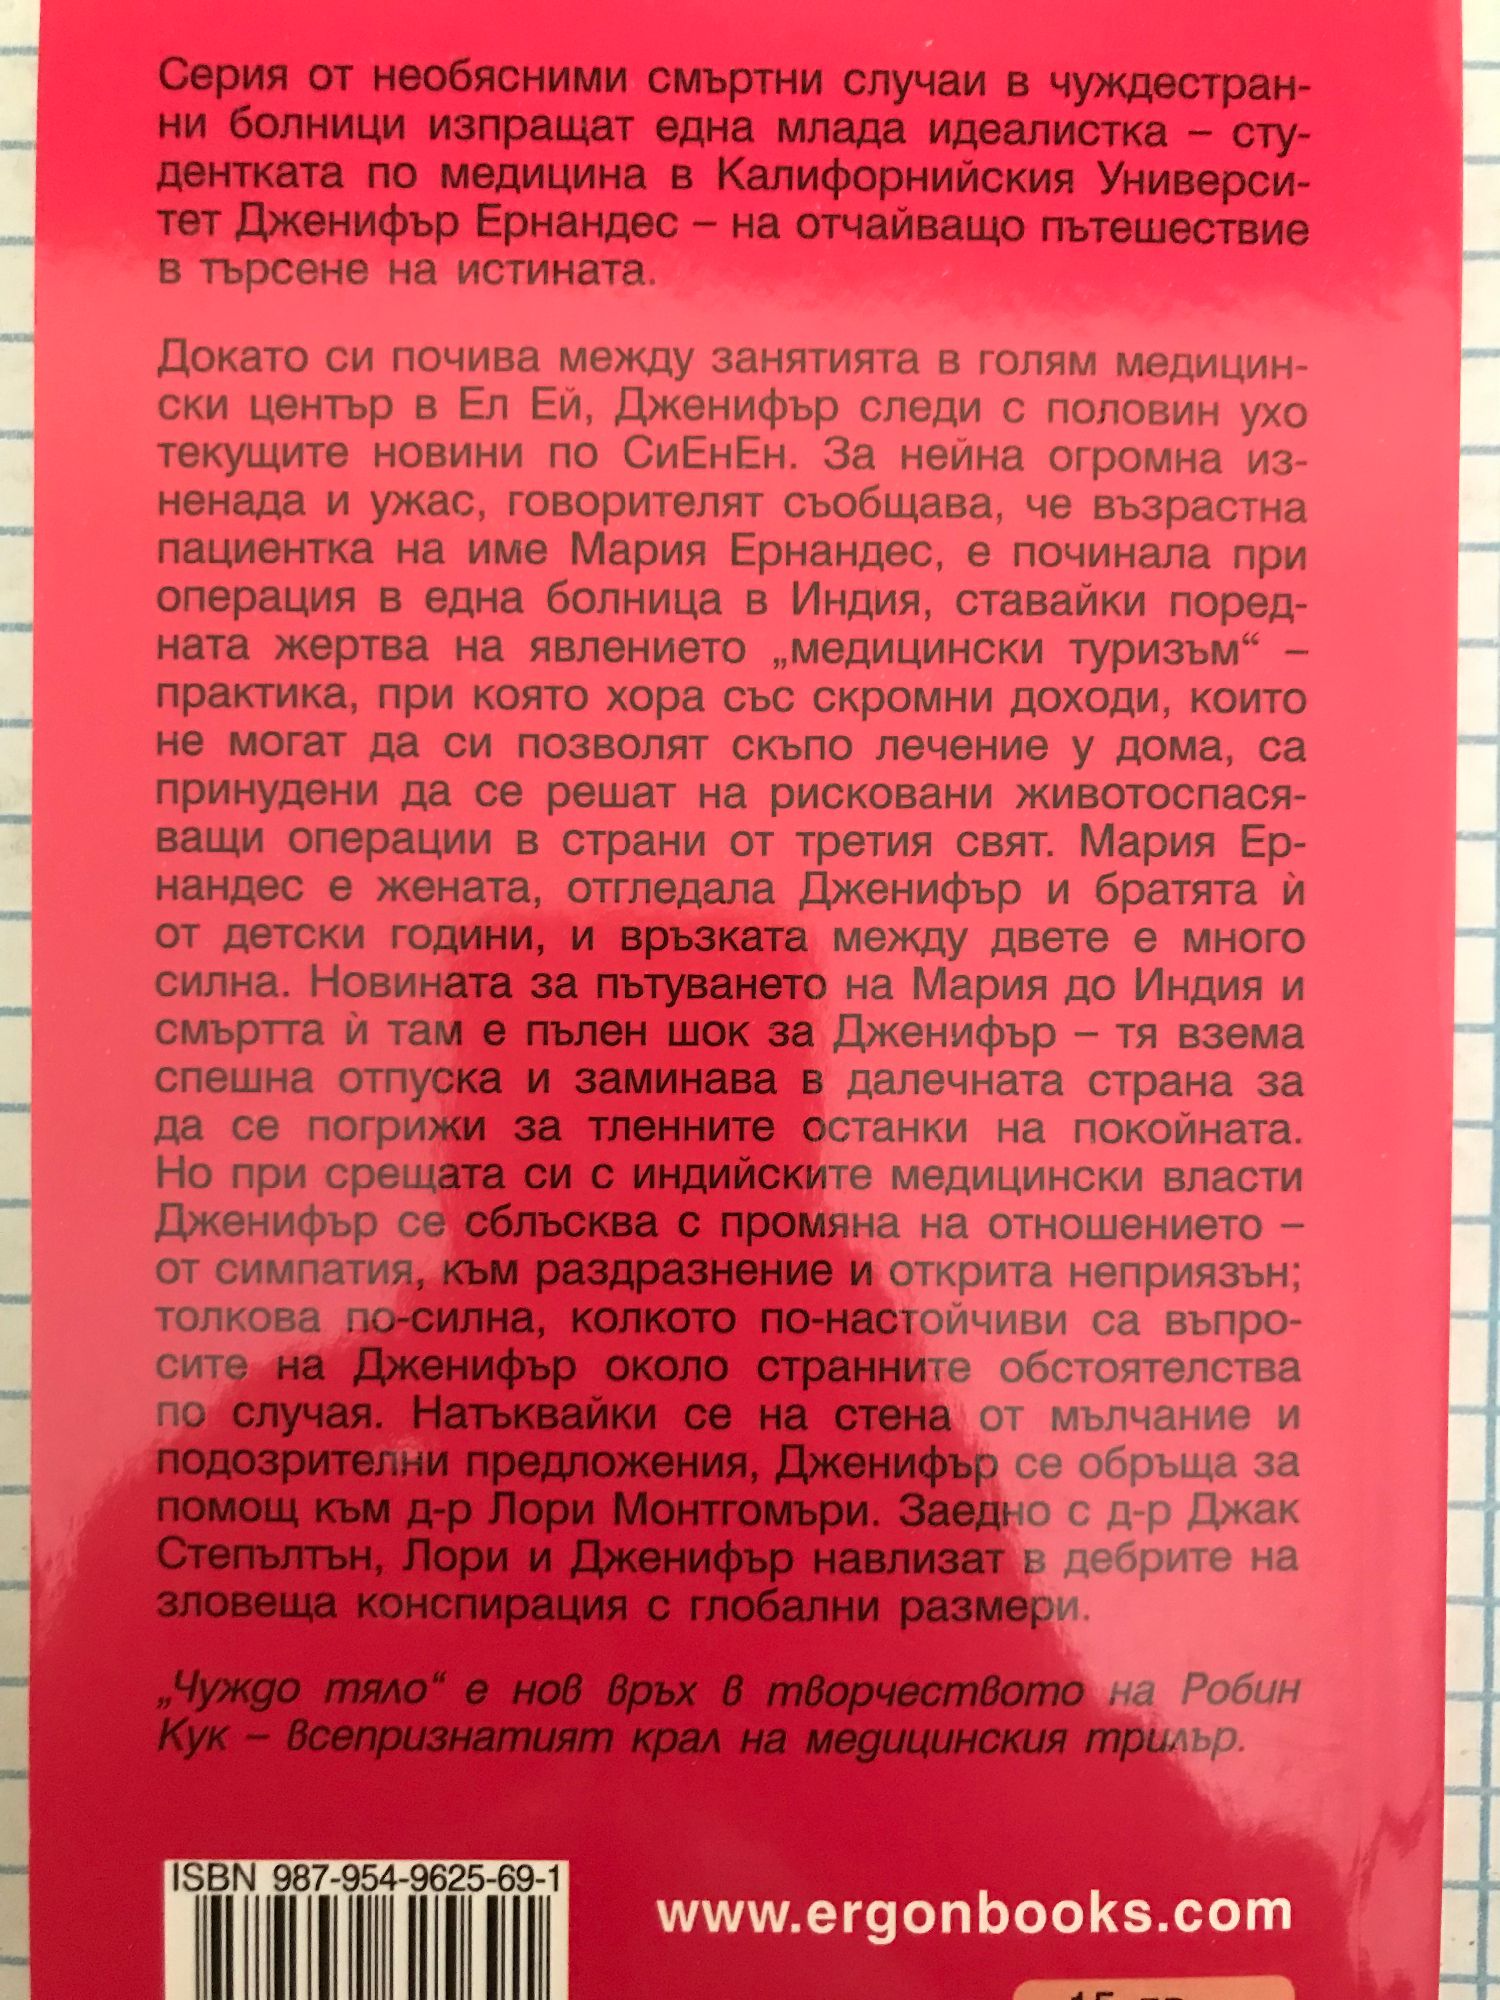 Серия от необясними смъртни случаи в чуждестран-
ни болници изпращат една млада идеалистка – сту-
дентката по медицина в Калифорнийския Универси-
тет Дженифър Ернандес – на отчайващо пътешествие
в търсене на истината.
Докато си почива между занятията в голям медицин-
ски център в Ел Ей, Дженифър следи с половин ухо
текущите новини по СиЕнЕн. За нейна огромна из-
ненада и ужас, говорителят съобщава, че възрастна
пациентка на име Мария Ернандес, е починала при
операция в една болница в Индия, ставайки поред-
ната жертва на явлението „медицински туризъм“ –
практика, при която хора със скромни доходи, които
не могат да си позволят скъпо лечение у дома, са
принудени да се решат на рисковани животоспася-
ващи операции в страни от третия свят. Мария Ер-
нандес е жената, отгледала Дженифър и братята ѝ
от детски години, и връзката между двете е много
силна. Новината за пътуването на Мария до Индия и
смъртта ѝ там е пълен шок за Дженифър – тя взема
спешна отпуска и заминава в далечната страна за
да се погрижи за тленните останки на покойната.
Но при срещата си с индийските медицински власти
Дженифър се сблъсква с промяна на отношението –
от симпатия, към раздразнение и открита неприязън;
толкова по-силна, колкото по-настойчиви са въпро-
сите на Дженифър около странните обстоятелства
по случая. Натъквайки се на стена от мълчание и
подозрителни предложения, Дженифър се обръща за
помощ към д-р Лори Монтгомъри. Заедно с д-р Джак
Степълтън, Лори и Дженифър навлизат в дебрите на
зловеща конспирация с глобални размери.
„Чуждо тяло“ е нов връх в творчеството на Робин
Кук – всепризнатият крал на медицинския трилър.
ISBN 987-954-9625-69-1
www.ergonbooks.com